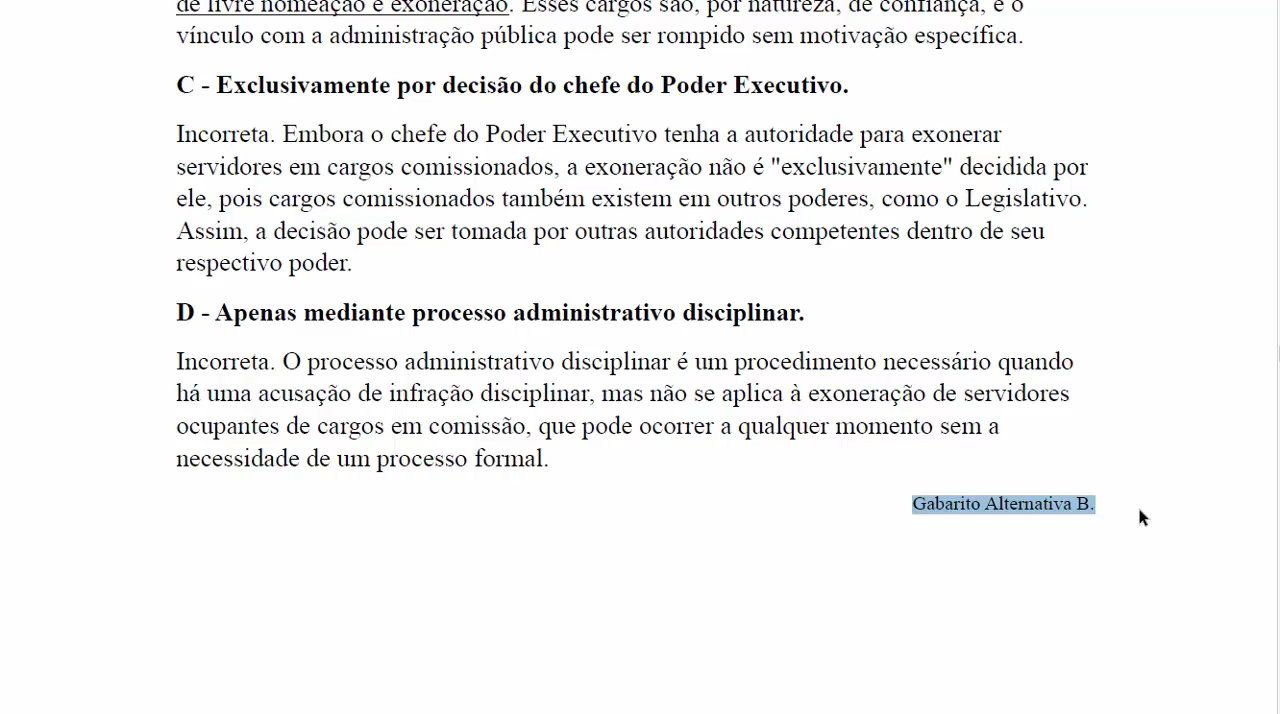 de livre nomeação e exoneração. Esses cargos são, por natureza, de confiança, e o
vínculo com a administração pública pode ser rompido sem motivação específica.
C - Exclusivamente por decisão do chefe do Poder Executivo.
Incorreta. Embora o chefe do Poder Executivo tenha a autoridade para exonerar
servidores em cargos comissionados, a exoneração não é "exclusivamente" decidida por
ele, pois cargos comissionados também existem em outros poderes, como o Legislativo.
Assim, a decisão pode ser tomada por outras autoridades competentes dentro de seu
respectivo poder.
D - Apenas mediante processo administrativo disciplinar.
Incorreta. O processo administrativo disciplinar é um procedimento necessário quando
há uma acusação de infração disciplinar, mas não se aplica à exoneração de servidores
ocupantes de cargos em comissão, que pode ocorrer a qualquer momento sem a
necessidade de um processo formal.
Gabarito Alternativa B.